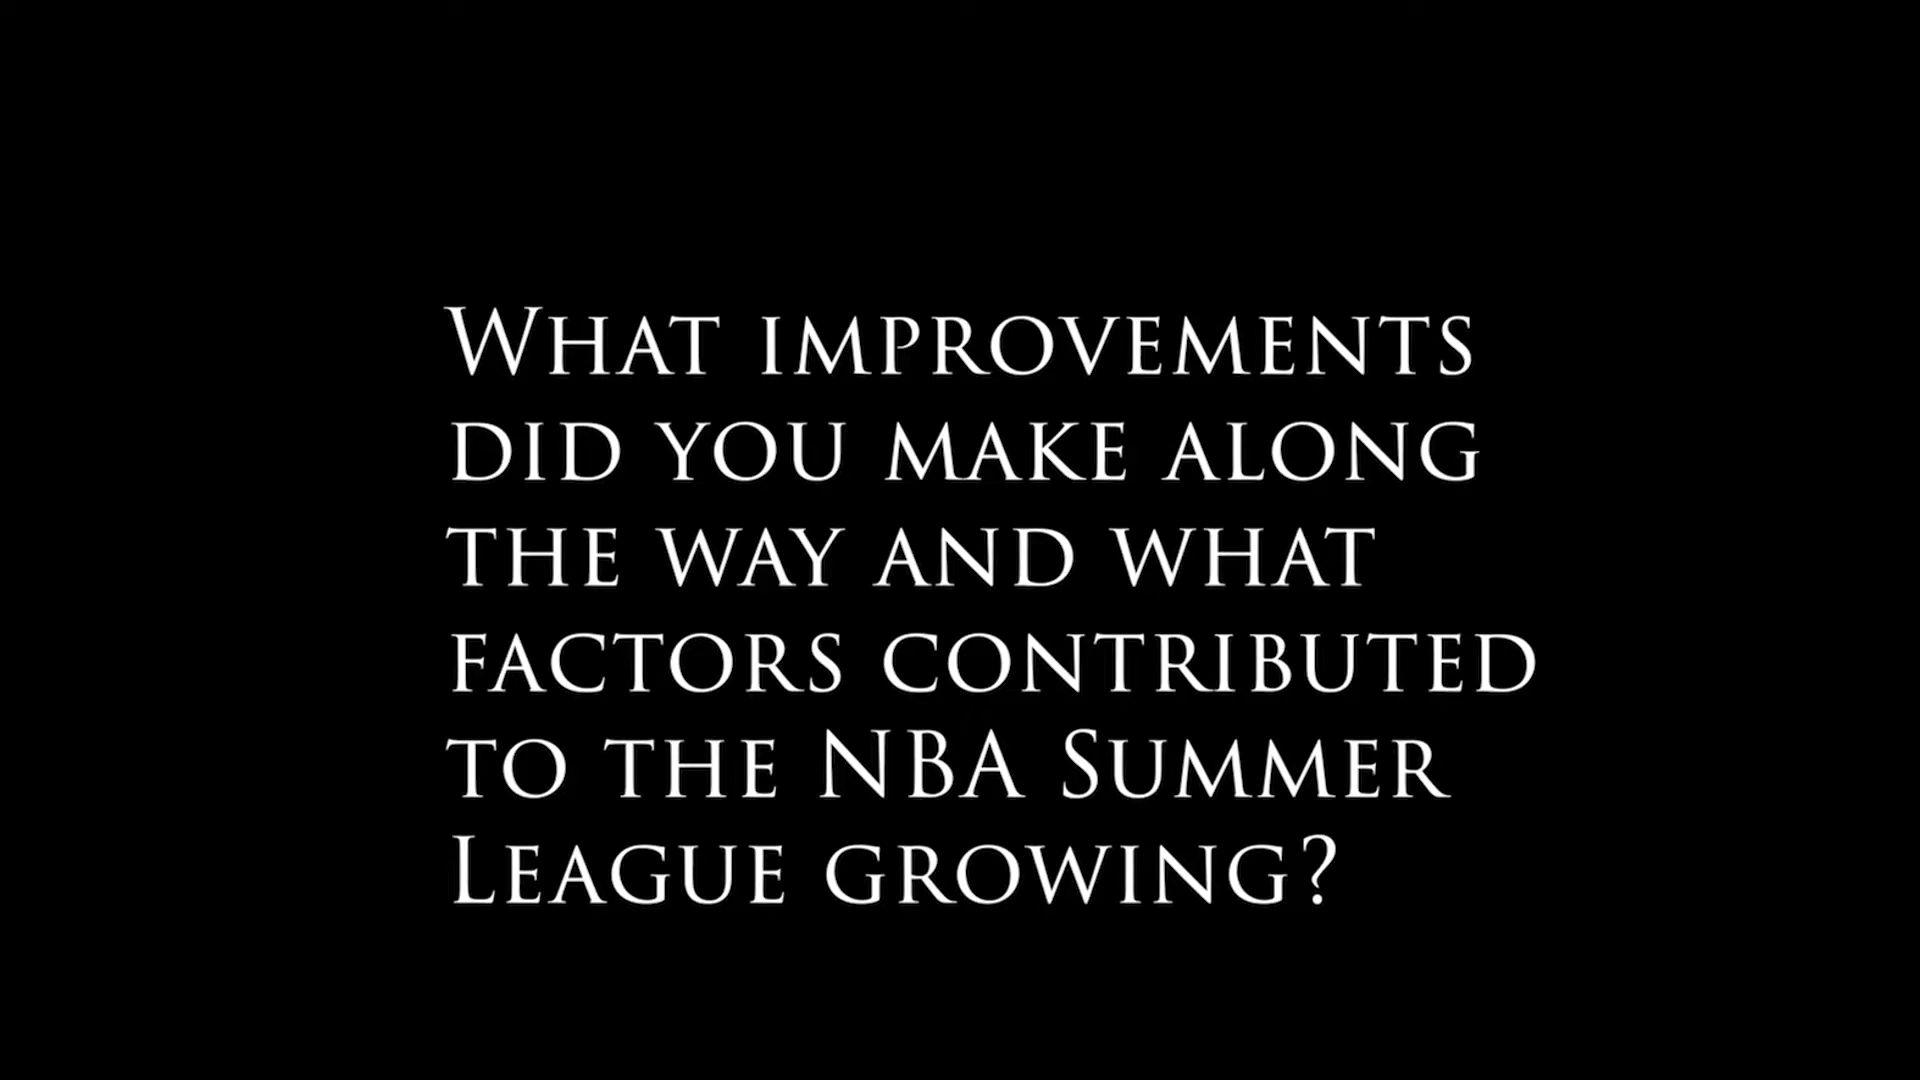 What improvements
did you make along
the way and what
factors contributed
to the NBA Summer
League growing?